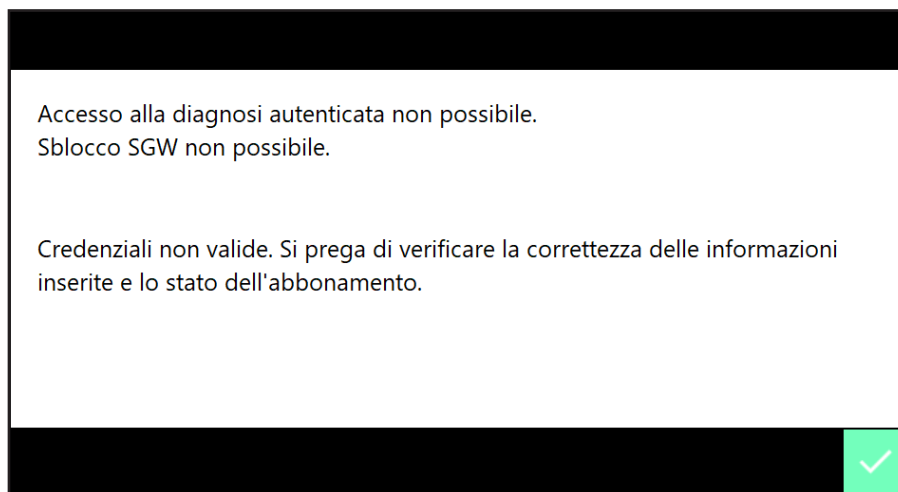 Accesso alla diagnosi autenticata non possibile.
Sblocco SGW non possibile.
Credenziali non valide. Si prega di verificare la correttezza delle informazioni
inserite e lo stato dell'abbonamento.